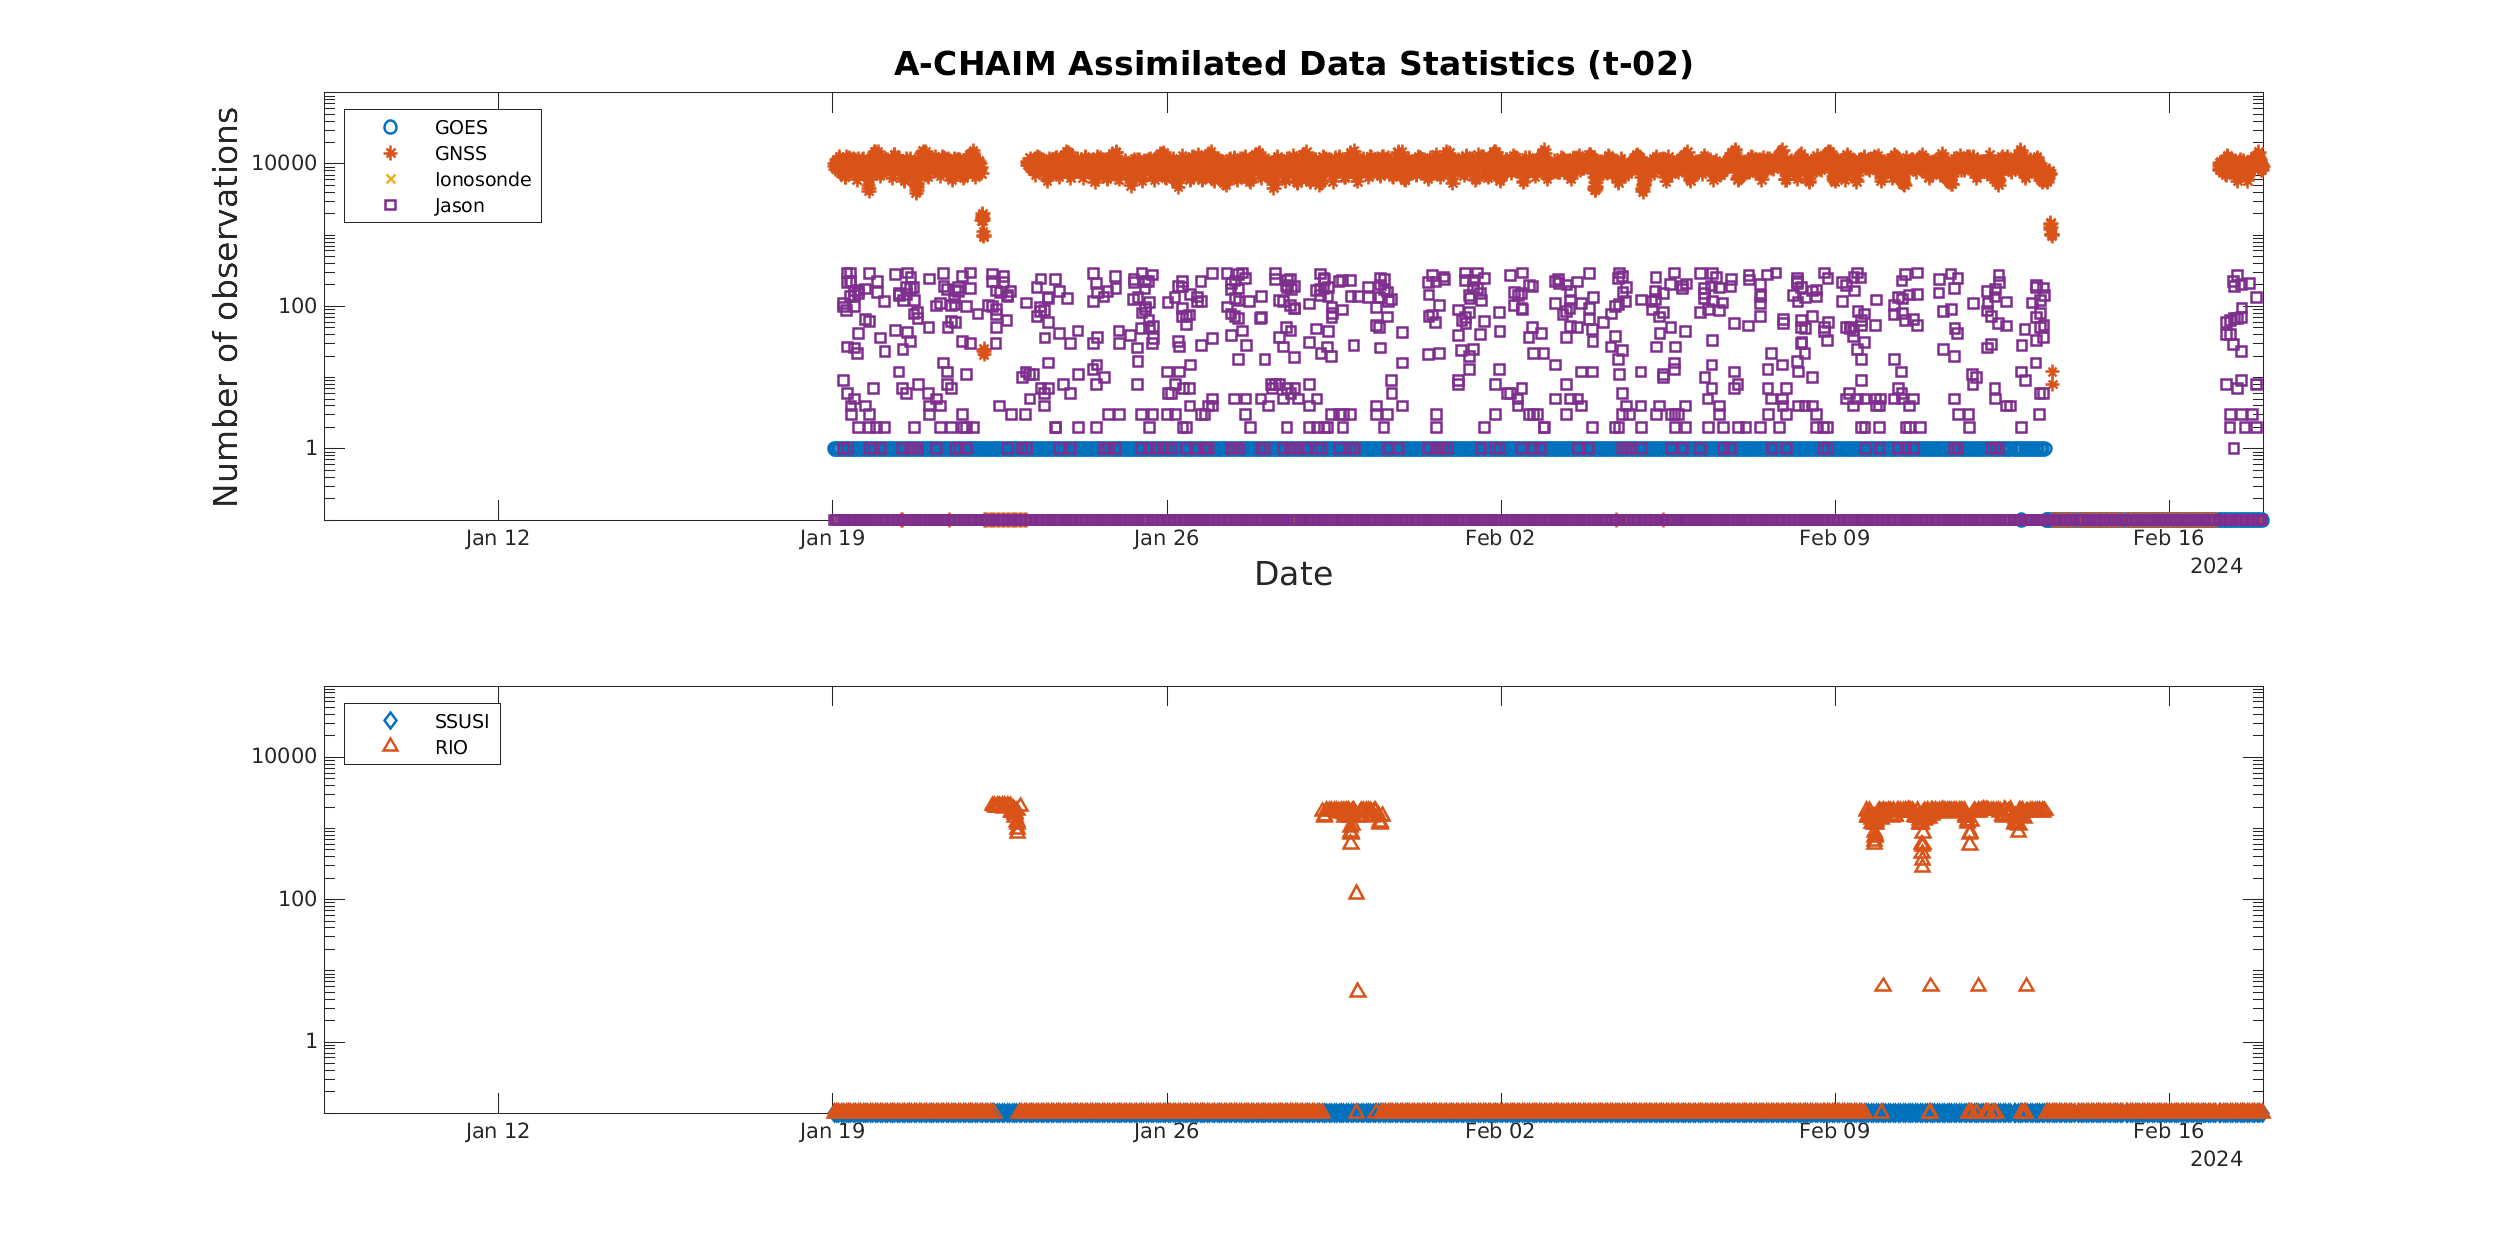 A-CHAIM Assimilated Data Statistics (t-02)
Number of observations
10000
100
1
GOES
GNSS
Ionosonde
Jason
Jan 12
Jan 19
Jan 26
Feb 02
Feb 09
Feb 16
2024
Date
10000
100
1
SSUSI
RIO
Jan 12
Jan 19
Jan 26
Feb 02
Feb 09
Feb 16
2024